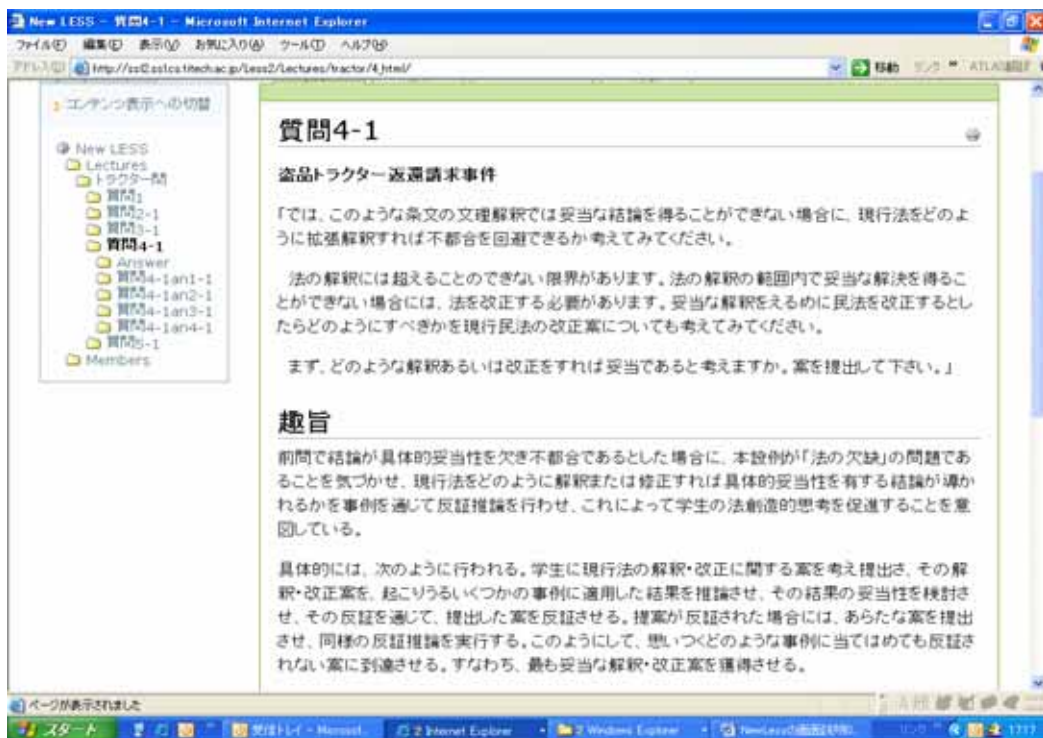 New LESS - 質問4-1 - Microsoft Internet Explorer
ファイル(F) 編集(E) 表示(V) お気に入り(A) ツール(T) ヘルプ(H)
アドレス(D) 移動 リンク
コンテンツ表示への切替
New LESS
Lectures
トラクター問
質問1
質問2-1
質問3-1
質問4-1
Answer
質問4-1an1-1
質問4-1an2-1
質問4-1an3-1
質問4-1an4-1
質問5-1
Members
質問4-1
盗品トラクター返還請求事件
「では、このような条文の文理解釈では妥当な結論を得ることができない場合に、現行法をどのよ
うに拡張解釈すれば不都合を回避できるか考えてみてください。
法の解釈には超えることのできない限界があります。法の解釈の範囲内で妥当な解決を得るこ
とができない場合には、法を改正する必要があります。妥当な解釈をえるめに民法を改正するとし
たらどのようにすべきかを現行民法の改正案についても考えてみてください。
まず、どのような解釈あるいは改正をすれば妥当であると考えますか。案を提出して下さい。」
趣旨
前問で結論が具体的妥当性を欠き不都合であるとした場合に、本設例が「法の欠缺」の問題であ
ることを気づかせ、現行法をどのように解釈または修正すれば具体的妥当性を有する結論が導か
れるかを事例を通じて反証推論を行わせ、これによって学生の法創造的思考を促進することを意
図している。
具体的には、次のように行われる。学生に現行法の解釈・改正に関する案を考え提出さ、その解
釈・改正案を、起こりうるいくつかの事例に適用した結果を推論させ、その結果の妥当性を検討さ
せ、その反証を通じて、提出した案を反証させる。提案が反証された場合には、あらたな案を提出
させ、同様の反証推論を実行する。このようにして、思いつくどのような事例に当てはめても反証さ
れない案に到達させる。すなわち、最も妥当な解釈・改正案を獲得させる。
ページが表示されました
スタート 受信トレイ - Microsoft 2 Internet Explorer 2 Windows Explorer 17:17